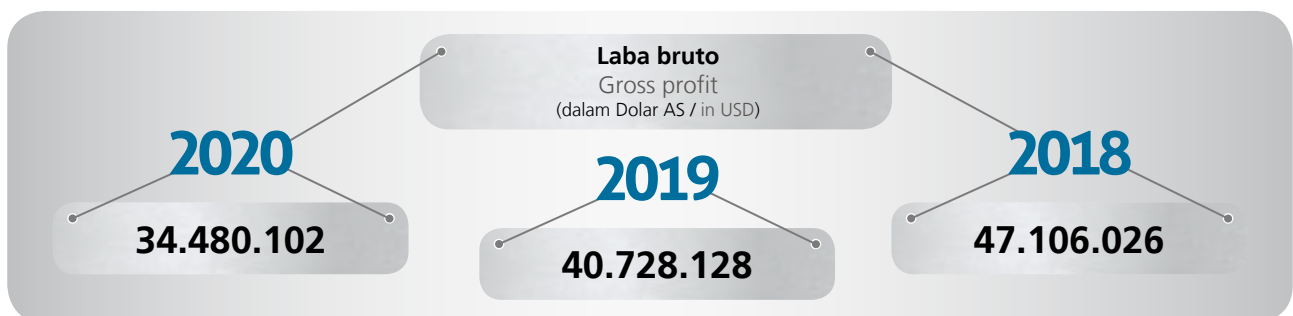 Laba bruto
Gross profit
(dalam Dolar AS / in USD)
2020
34.480.102
2019
40.728.128
2018
47.106.026